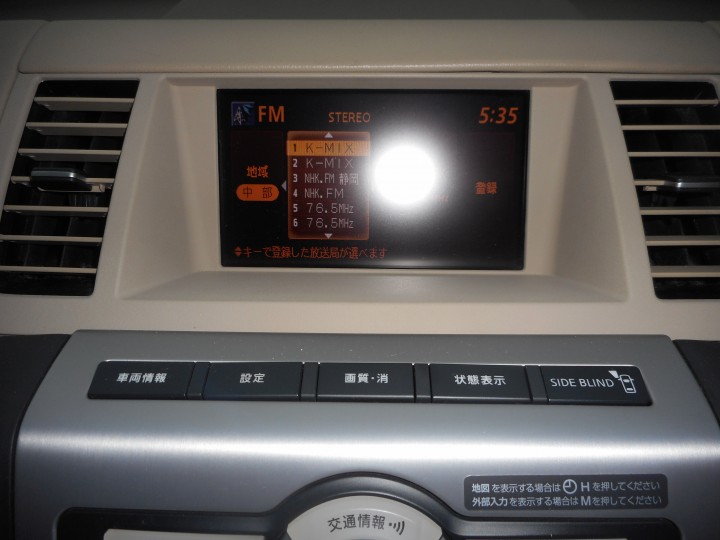 FM STEREO 5:35
地域
中部
1 K-MIX
2 K-MIX
3 NHK.FM 静岡
4 NHK.FM
5 76.5MHz
6 76.5MHz
登録
キーで登録した放送局が選べます
車両情報 設定 画質・消 状態表示 SIDE BLIND
地図を表示する場合は H を押してください
外部入力を表示する場合は M を押してください
交通情報